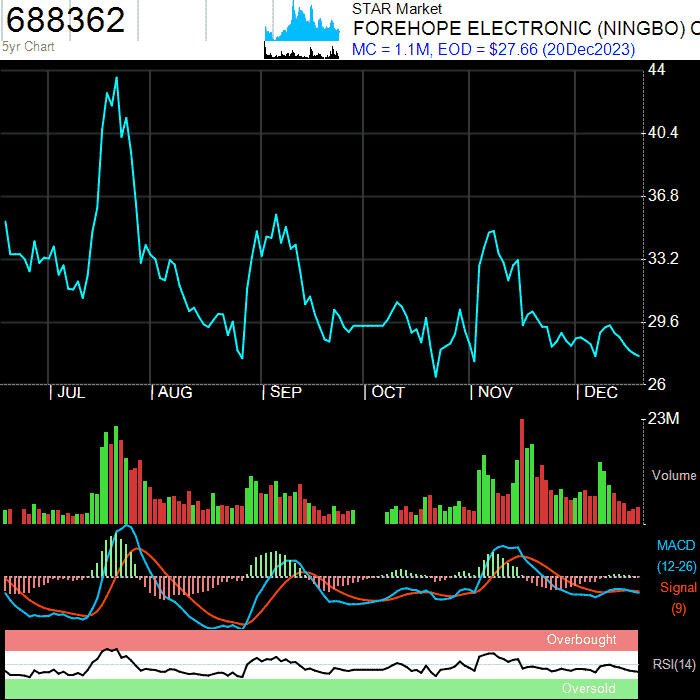 688362
5yr Chart
STAR Market
FOREHOPE ELECTRONIC (NINGBO) C
MC = 1.1M, EOD = $27.66 (20Dec2023)
44
40.4
36.8
33.2
29.6
26
JUL AUG SEP OCT NOV DEC
23M
Volume
MACD
(12-26)
Signal
(9)
Overbought
RSI(14)
Oversold